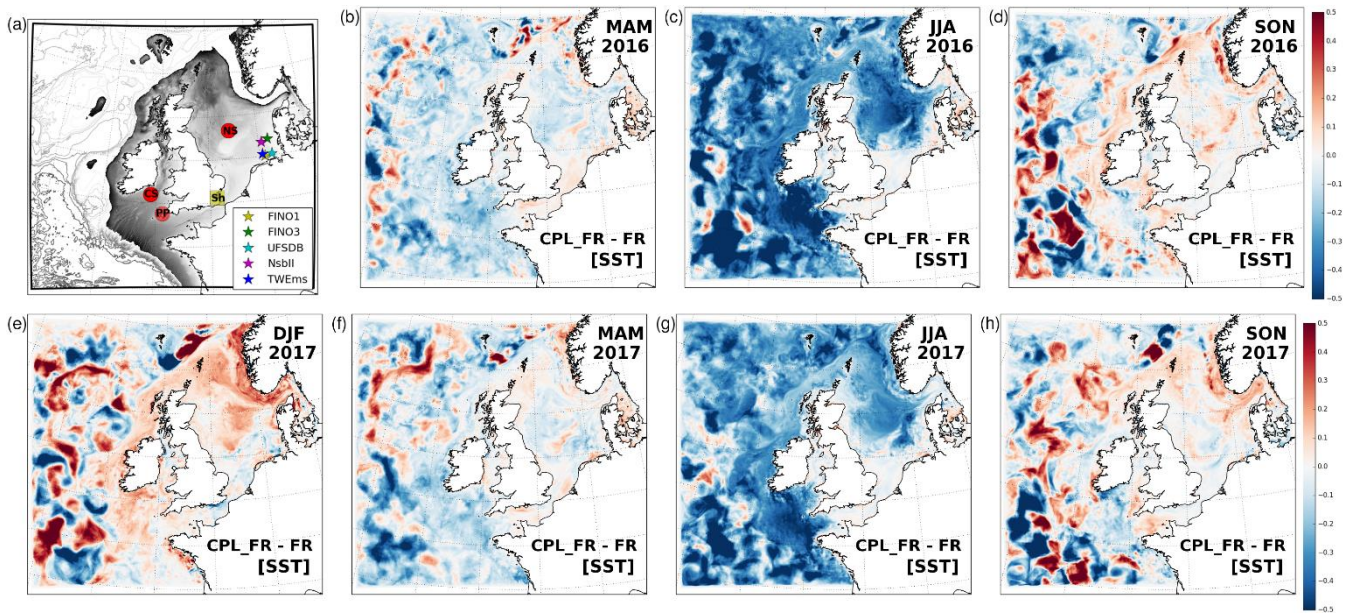 (a)
NS
CS
PP
Sh
FINO1
FINO3
UFSDB
NsbII
TWEms
(b)
MAM
2016
CPL_FR - FR
[SST]
(c)
JJA
2016
CPL_FR - FR
[SST]
(d)
SON
2016
CPL_FR - FR
[SST]
0.5
0.4
0.3
0.2
0.1
0.0
−0.1
−0.2
−0.3
−0.4
−0.5
(e)
DJF
2017
CPL_FR - FR
[SST]
(f)
MAM
2017
CPL_FR - FR
[SST]
(g)
JJA
2017
CPL_FR - FR
[SST]
(h)
SON
2017
CPL_FR - FR
[SST]
0.5
0.4
0.3
0.2
0.1
0.0
−0.1
−0.2
−0.3
−0.4
−0.5